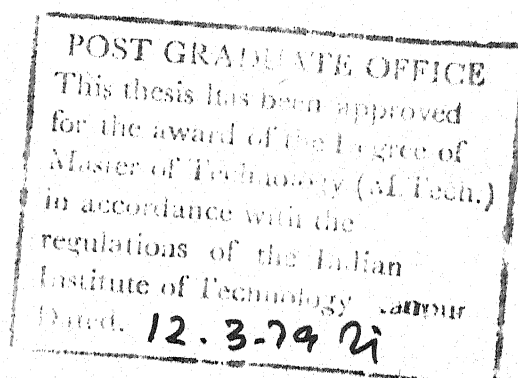 POST GRADUATE OFFICE
This thesis has been approved
for the award of the Degree of
Master of Technology (M.Tech.)
in accordance with the
regulations of the Indian
Institute of Technology Kanpur
Dated. 12.3.79